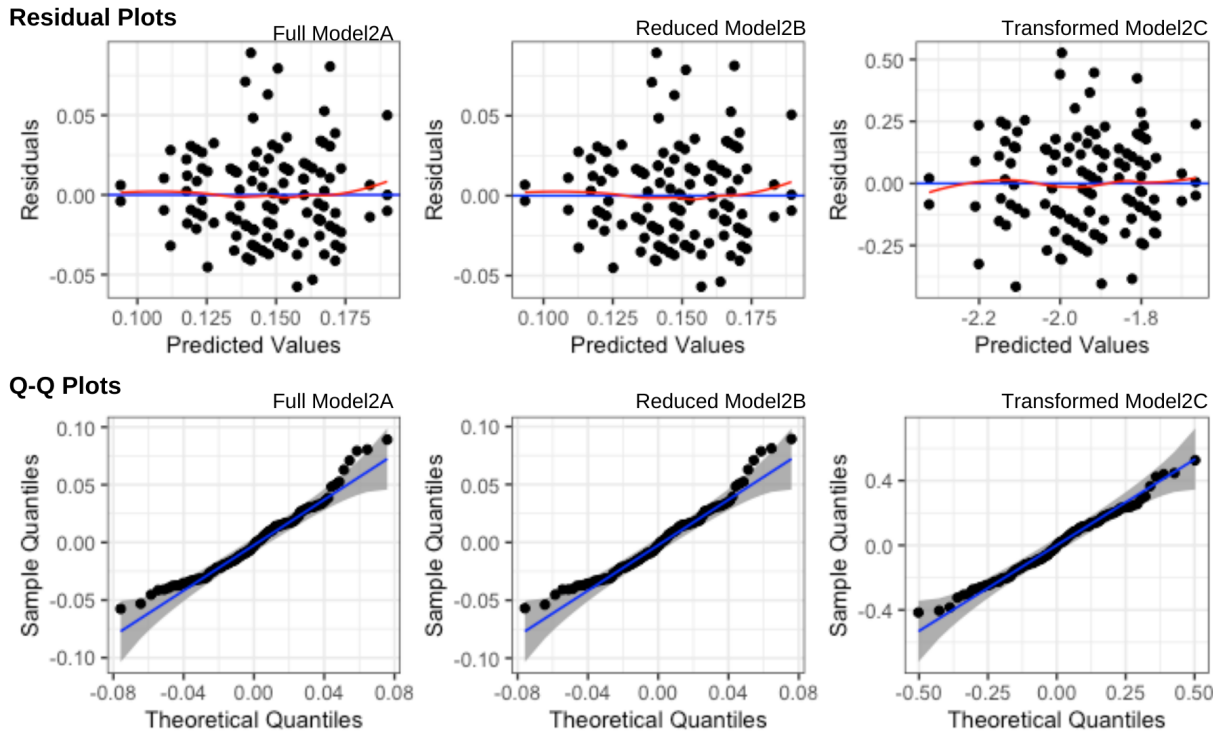 Residual Plots
Full Model2A
Reduced Model2B
Transformed Model2C
Residuals
0.05
0.00
-0.05
0.100 0.125 0.150 0.175
Predicted Values
Residuals
0.05
0.00
-0.05
0.100 0.125 0.150 0.175
Predicted Values
Residuals
0.50
0.25
0.00
-0.25
-2.2 -2.0 -1.8
Predicted Values
Q-Q Plots
Full Model2A
Reduced Model2B
Transformed Model2C
Sample Quantiles
0.10
0.05
0.00
-0.05
-0.10
-0.08 -0.04 0.00 0.04 0.08
Theoretical Quantiles
Sample Quantiles
0.10
0.05
0.00
-0.05
-0.10
-0.08 -0.04 0.00 0.04 0.08
Theoretical Quantiles
Sample Quantiles
0.4
0.0
-0.4
-0.50 -0.25 0.00 0.25 0.50
Theoretical Quantiles